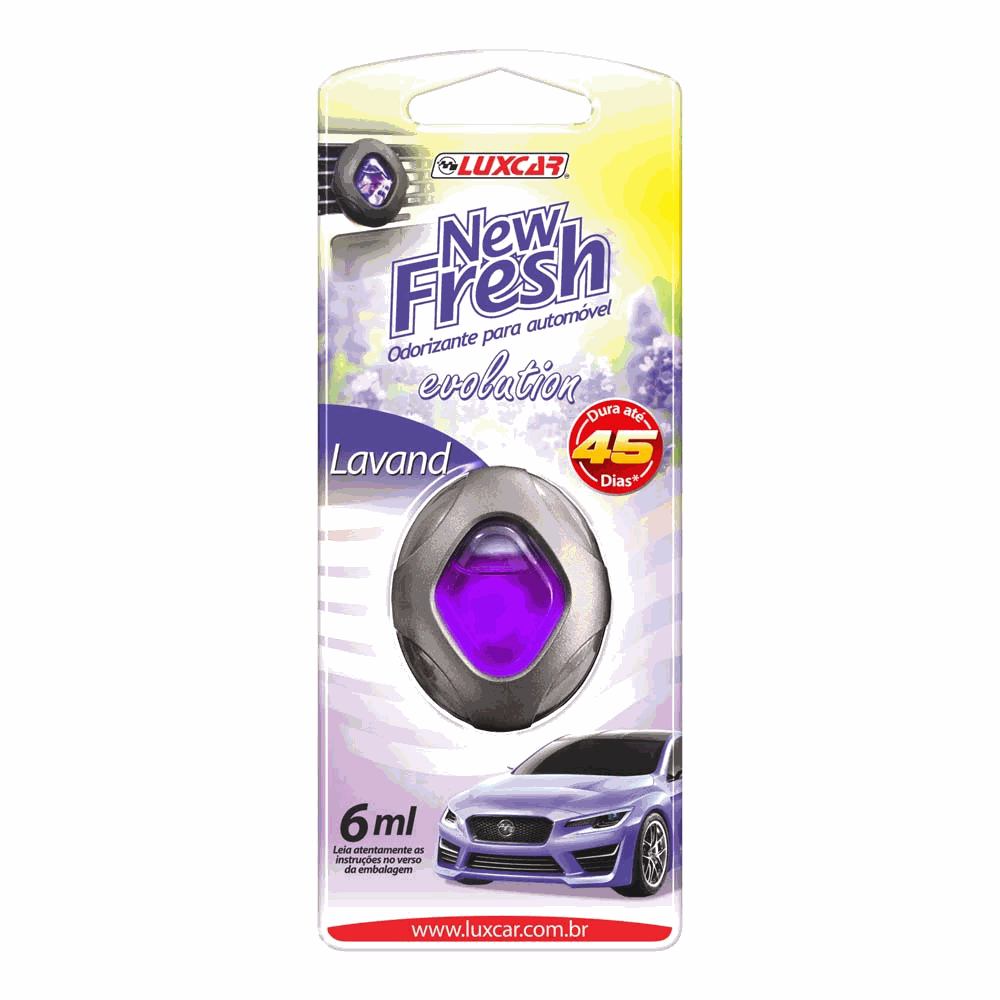 LUXCAR
New
Fresh
Odorizante para automóvel
evolution
Dura até
45
Dias*
Lavand
6 ml
Leia atentamente as
instruções no verso
da embalagem
www.luxcar.com.br